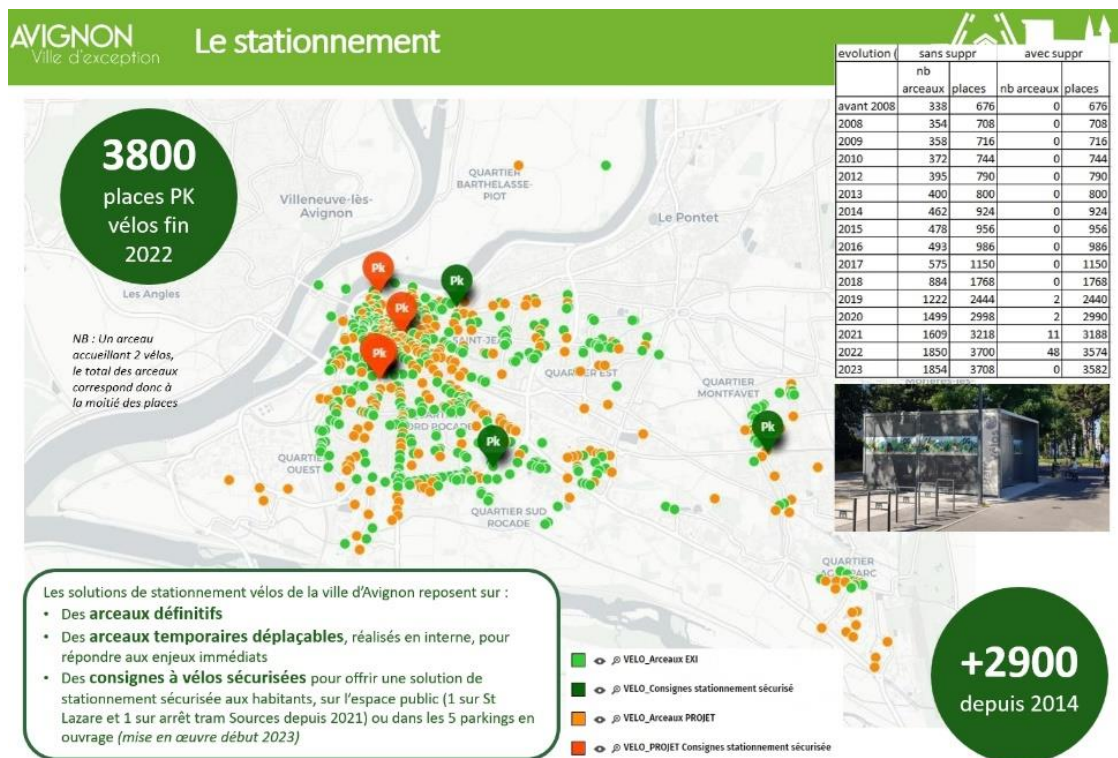 AVIGNON
Ville d'exception
Le stationnement
3800
places PK
vélos fin
2022
NB : Un arceau
accueillant 2 vélos,
le total des arceaux
correspond donc à
la moitié des places
Villeneuve-lès-
Avignon
QUARTIER
BARTHELASSE-
PIOT
Le Pontet
Les Angles
Pk
Pk
Pk
Pk
Pk
Pk
QUARTIER EST
QUARTIER
MONTFAVET
QUARTIER
OUEST
QUARTIER SUD
ROCADE
evolution ( sans suppr avec suppr
nb
arceaux places nb arceaux places
avant 2008 338 676 0 676
2008 354 708 0 708
2009 358 716 0 716
2010 372 744 0 744
2012 395 790 0 790
2013 400 800 0 800
2014 462 924 0 924
2015 478 956 0 956
2016 493 986 0 986
2017 575 1150 0 1150
2018 884 1768 0 1768
2019 1222 2444 2 2440
2020 1499 2998 2 2990
2021 1609 3218 11 3188
2022 1850 3700 48 3574
2023 1854 3708 0 3582
Les solutions de stationnement vélos de la ville d'Avignon reposent sur :
• Des arceaux définitifs
• Des arceaux temporaires déplaçables, réalisés en interne, pour
répondre aux enjeux immédiats
• Des consignes à vélos sécurisées pour offrir une solution de
stationnement sécurisée aux habitants, sur l'espace public (1 sur St
Lazare et 1 sur arrêt tram Sources depuis 2021) ou dans les 5 parkings en
ouvrage (mise en œuvre début 2023)
VELO_Arceaux EXI
VELO_Consignes stationnement sécurisé
VELO_Arceaux PROJET
VELO_PROJET Consignes stationnement sécurisée
+2900
depuis 2014